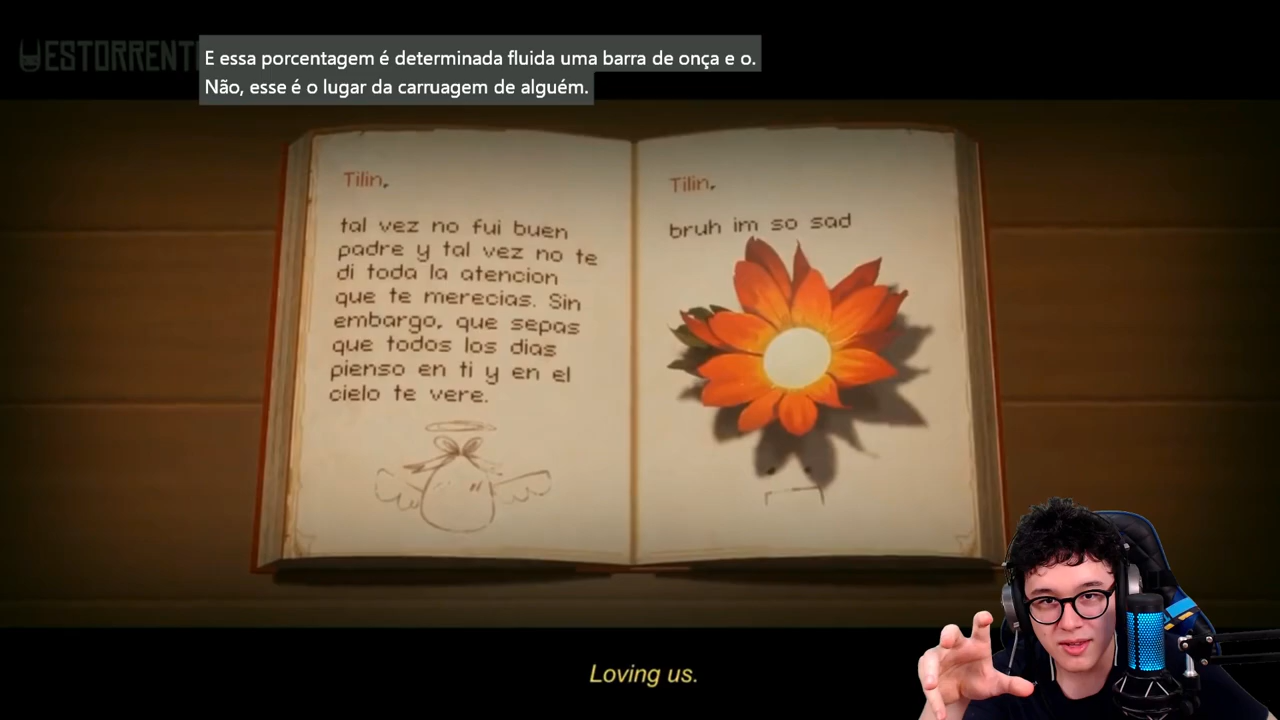 ESTORRENT
E essa porcentagem é determinada fluida uma barra de onça e o.
Não, esse é o lugar da carruagem de alguém.
Tilin,
tal vez no fui buen
padre y tal vez no te
di toda la atencion
que te merecias. Sin
embargo, que sepas
que todos los dias
pienso en ti y en el
cielo te vere.
Tilin,
bruh im so sad
Loving us.